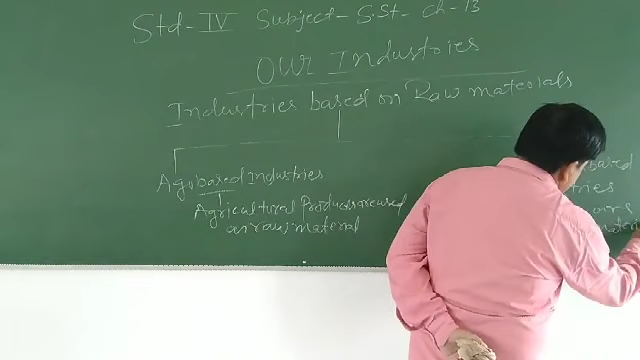 Std-IV Subject- S.St- Ch-13
Our Industries
Industries based on Raw materials
Agrobased Industries
based
Agricultural Products are used
as raw material